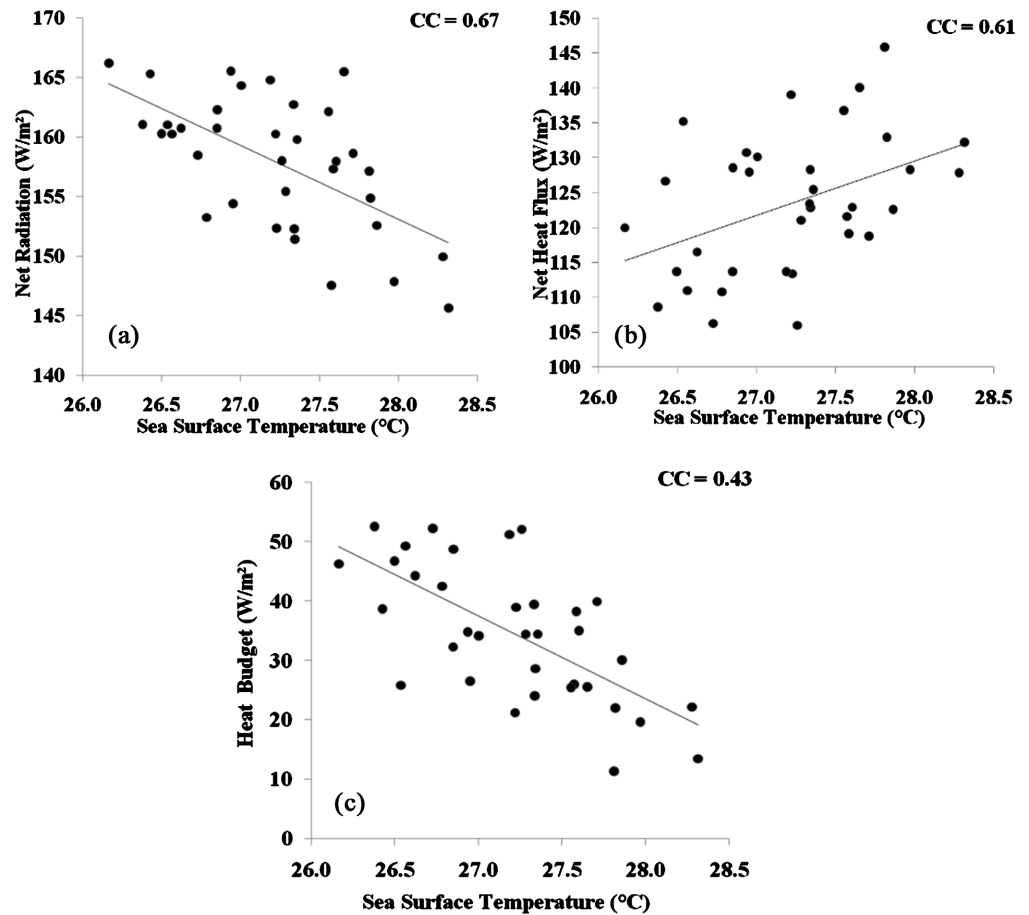 CC = 0.67
Net Radiation (W/m²)
170
165
160
155
150
145
140
(a)
26.0 26.5 27.0 27.5 28.0 28.5
Sea Surface Temperature (°C)
CC = 0.61
Net Heat Flux (W/m²)
150
145
140
135
130
125
120
115
110
105
100
(b)
26.0 26.5 27.0 27.5 28.0 28.5
Sea Surface Temperature (°C)
CC = 0.43
Heat Budget (W/m²)
60
50
40
30
20
10
0
(c)
26.0 26.5 27.0 27.5 28.0 28.5
Sea Surface Temperature (°C)